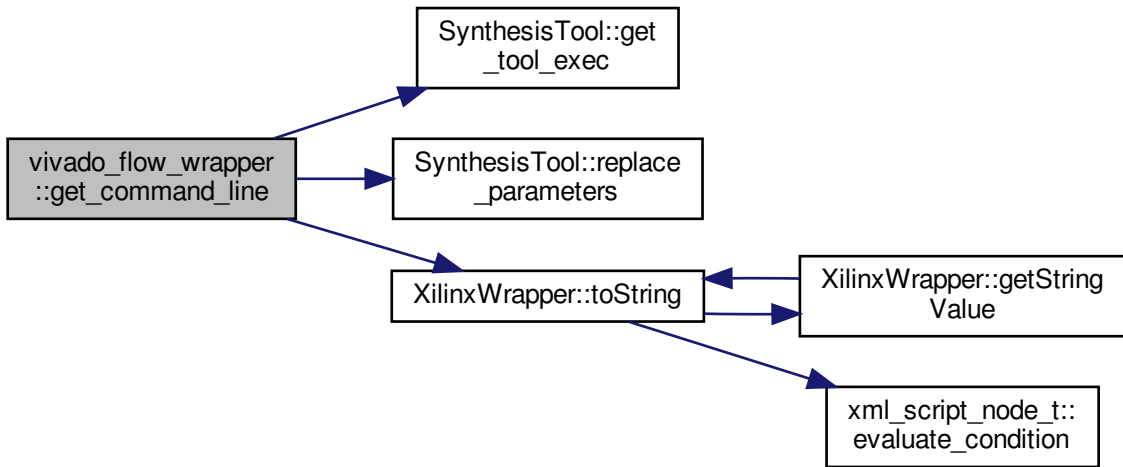 SynthesisTool::get
_tool_exec
vivado_flow_wrapper
::get_command_line
SynthesisTool::replace
_parameters
XilinxWrapper::toString
XilinxWrapper::getString
Value
xml_script_node_t::
evaluate_condition